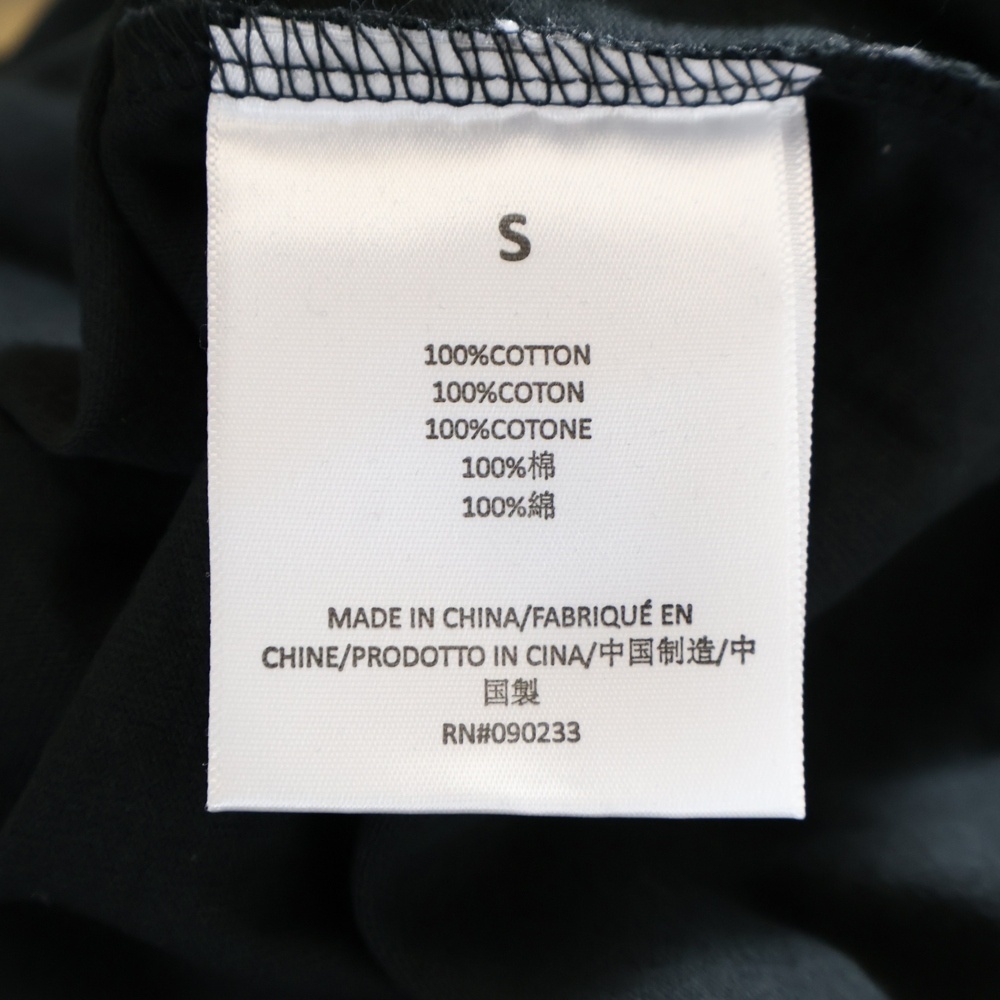 S
100%COTTON
100%COTON
100%COTONE
100%棉
100%綿
MADE IN CHINA/FABRIQUÉ EN
CHINE/PRODOTTO IN CINA/中国制造/中
国製
RN#090233